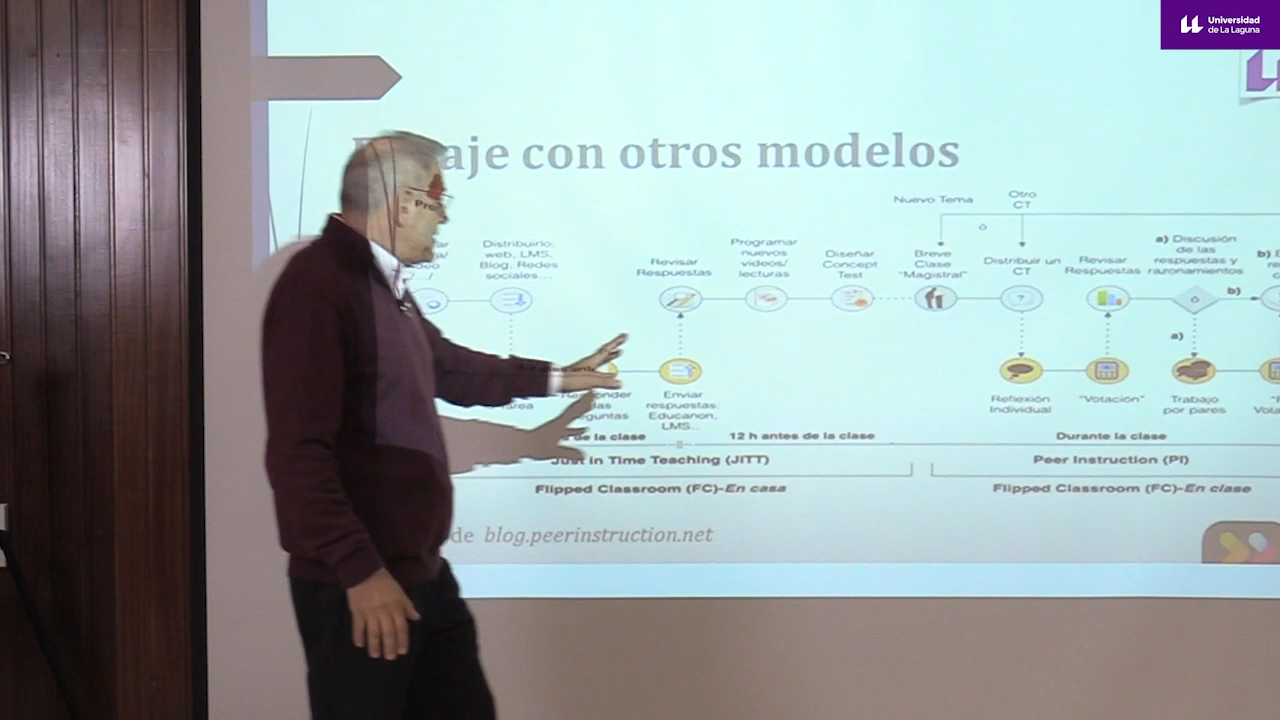 Universidad
de La Laguna
aje con otros modelos
Nuevo Tema
Otro
CT
Distribuirlo:
web, LMS,
Blog, Redes
sociales...
Revisar
Respuestas
Programar
nuevos
videos/
lecturas
Diseñar
Concept
Test
Breve
Clase
"Magistral"
Distribuir un
CT
Revisar
Respuestas
a) Discusión
de las
respuestas y
razonamientos
b)
b)
a)
Enviar
respuestas:
Educanon,
LMS..
Reflexión
Individual
"Votación"
Trabajo
por pares
de la clase
12 h antes de la clase
Durante la clase
Just in Time Teaching (JiTT)
Peer Instruction (PI)
Flipped Classroom (FC)-En casa
Flipped Classroom (FC)-En clase
de blog.peerinstruction.net